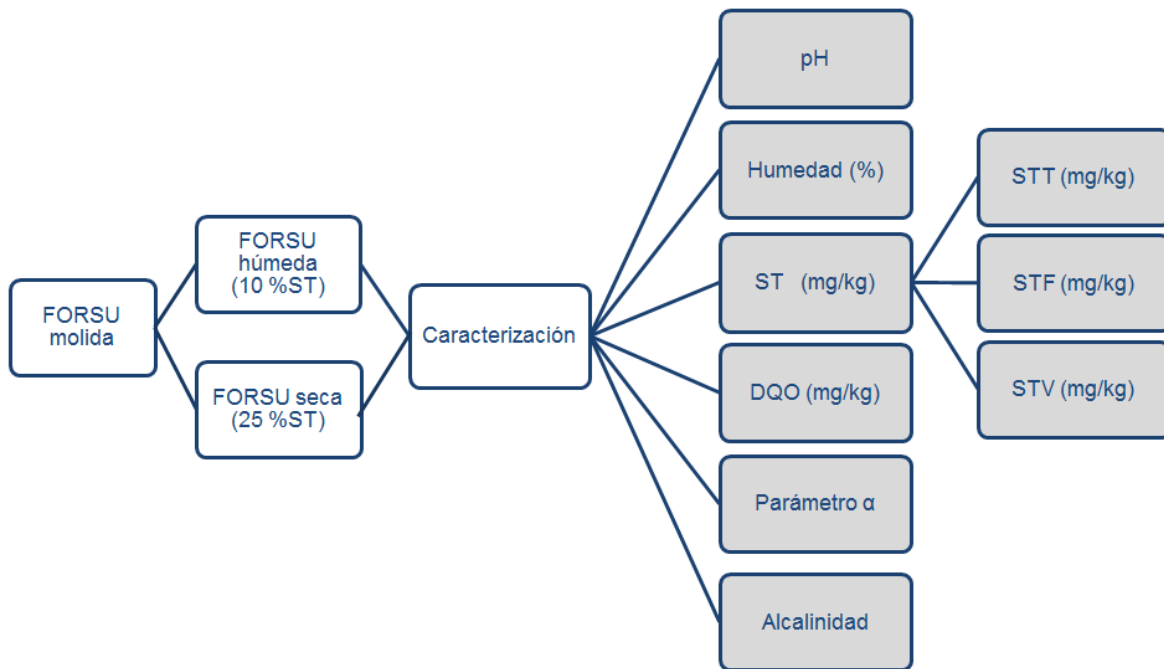 FORSU
molida
FORSU
húmeda
(10 %ST)
FORSU seca
(25 %ST)
Caracterización
pH
Humedad (%)
ST (mg/kg)
DQO (mg/kg)
Parámetro α
Alcalinidad
STT (mg/kg)
STF (mg/kg)
STV (mg/kg)